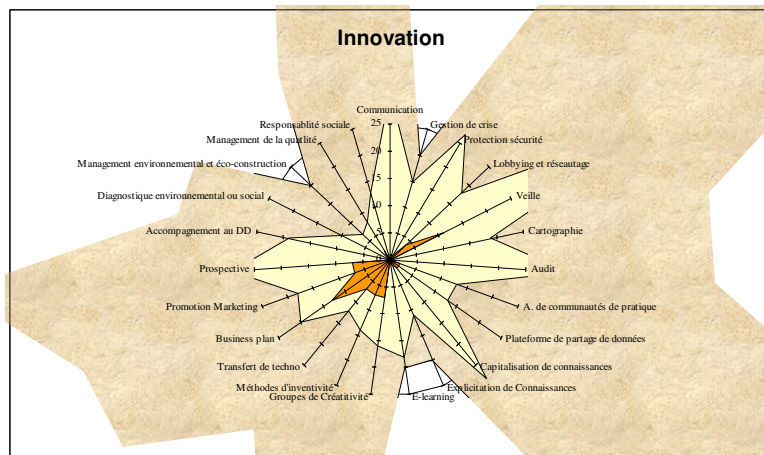 Innovation
Communication
25
Gestion de crise
Responsablité sociale
20
Protection sécurité
Management de la quatlité
15
Lobbying et réseautage
Management environnemental et éco-construction
10
Veille
Diagnostique environnemental ou social
5
Cartographie
Accompagnement au DD
0
Audit
Prospective
A. de communautés de pratique
Promotion Marketing
Plateforme de partage de données
Business plan
Capitalisation de connaissances
Transfert de techno
Explicitation de Connaissances
Méthodes d'inventivité
E-learning
Groupes de Créatitivité